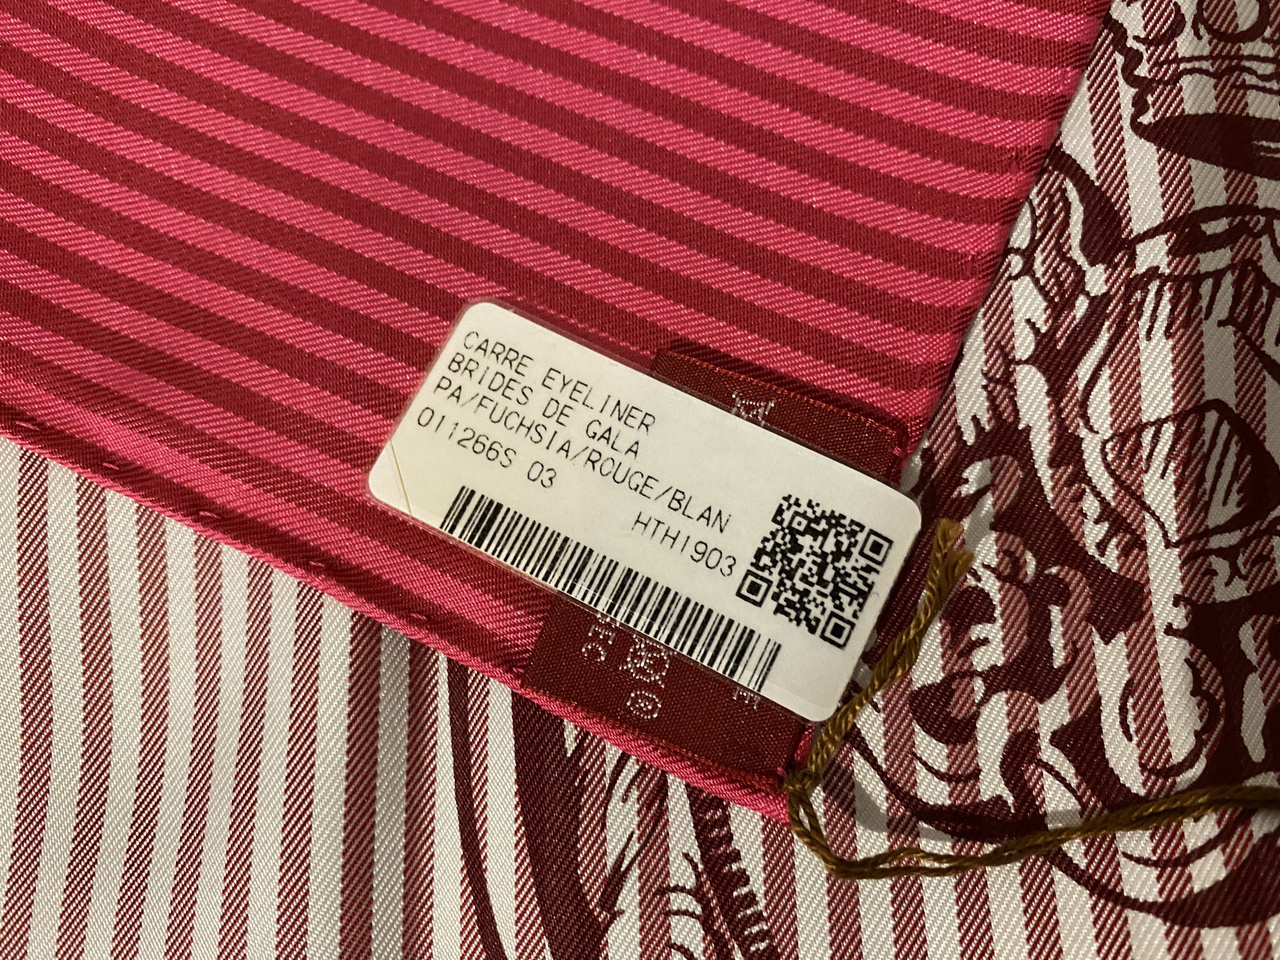 CARRE EYELINER
BRIDES DE GALA
PA/FUCHSIA/ROUGE/BLAN
011266S 03
HTH1903